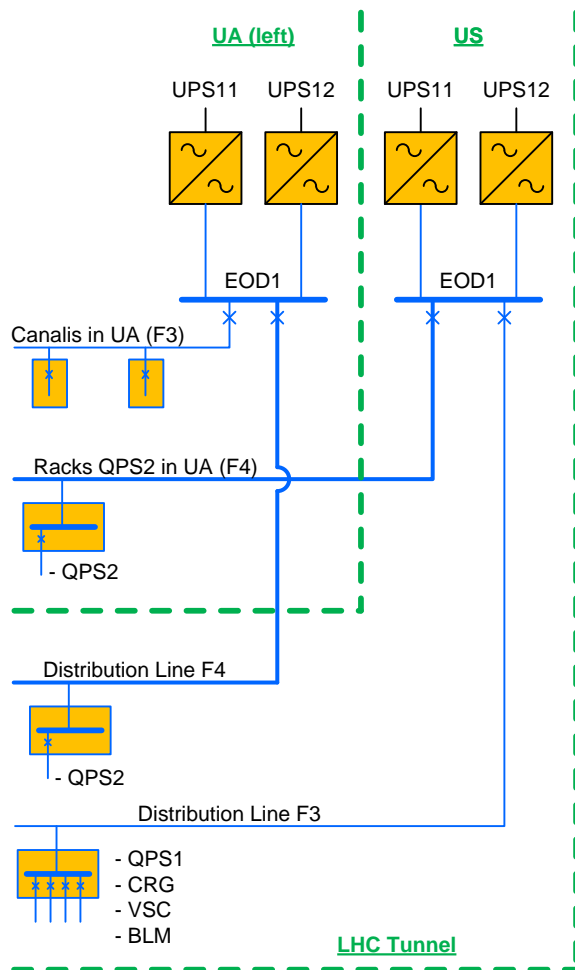 UA (left)
US
UPS11
UPS12
UPS11
UPS12
EOD1
EOD1
Canalis in UA (F3)
Racks QPS2 in UA (F4)
- QPS2
Distribution Line F4
- QPS2
Distribution Line F3
- QPS1
- CRG
- VSC
- BLM
LHC Tunnel